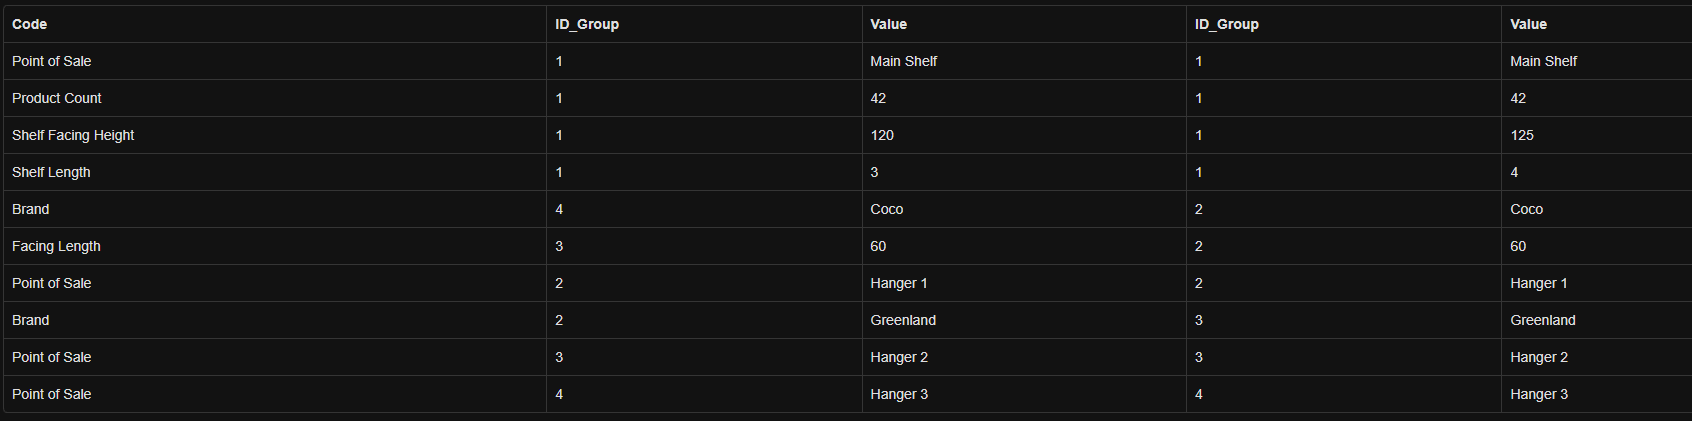 Code ID_Group Value ID_Group Value
Point of Sale 1 Main Shelf 1 Main Shelf
Product Count 1 42 1 42
Shelf Facing Height 1 120 1 125
Shelf Length 1 3 1 4
Brand 4 Coco 2 Coco
Facing Length 3 60 2 60
Point of Sale 2 Hanger 1 2 Hanger 1
Brand 2 Greenland 3 Greenland
Point of Sale 3 Hanger 2 3 Hanger 2
Point of Sale 4 Hanger 3 4 Hanger 3